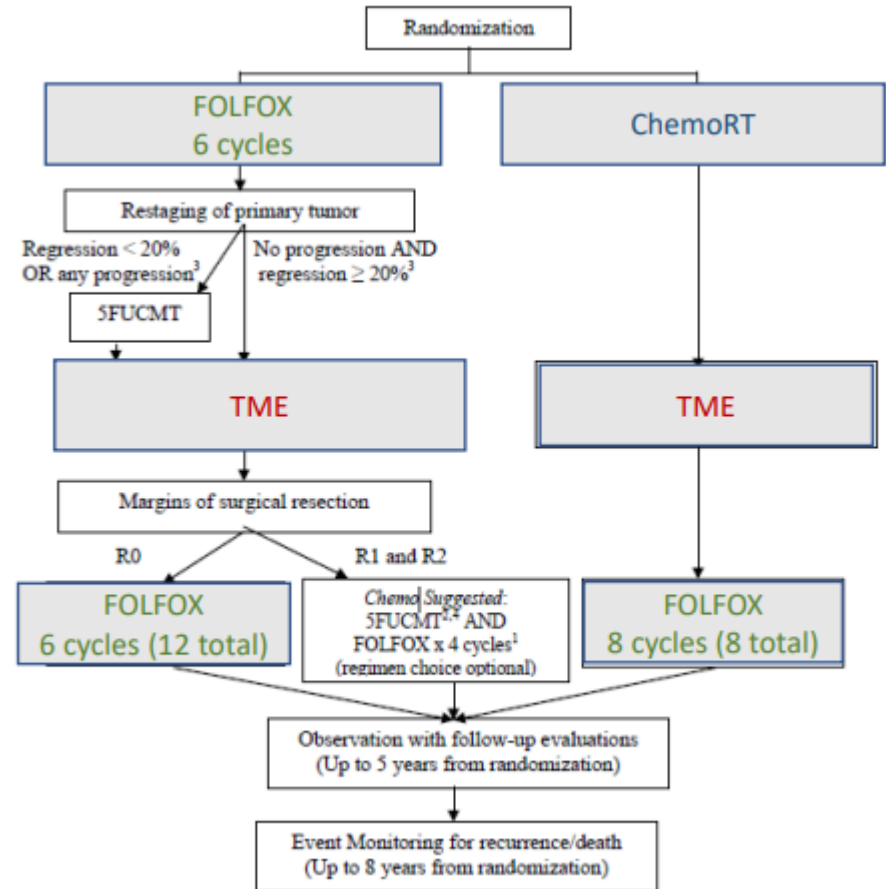 Randomization
FOLFOX
6 cycles
ChemoRT
Restaging of primary tumor
Regression < 20%
OR any progression³
No progression AND
regression ≥ 20%³
5FUCMT
TME
TME
Margins of surgical resection
R0
R1 and R2
FOLFOX
6 cycles (12 total)
Chemo Suggested:
5FUCMT²,⁴ AND
FOLFOX x 4 cycles¹
(regimen choice optional)
FOLFOX
8 cycles (8 total)
Observation with follow-up evaluations
(Up to 5 years from randomization)
Event Monitoring for recurrence/death
(Up to 8 years from randomization)